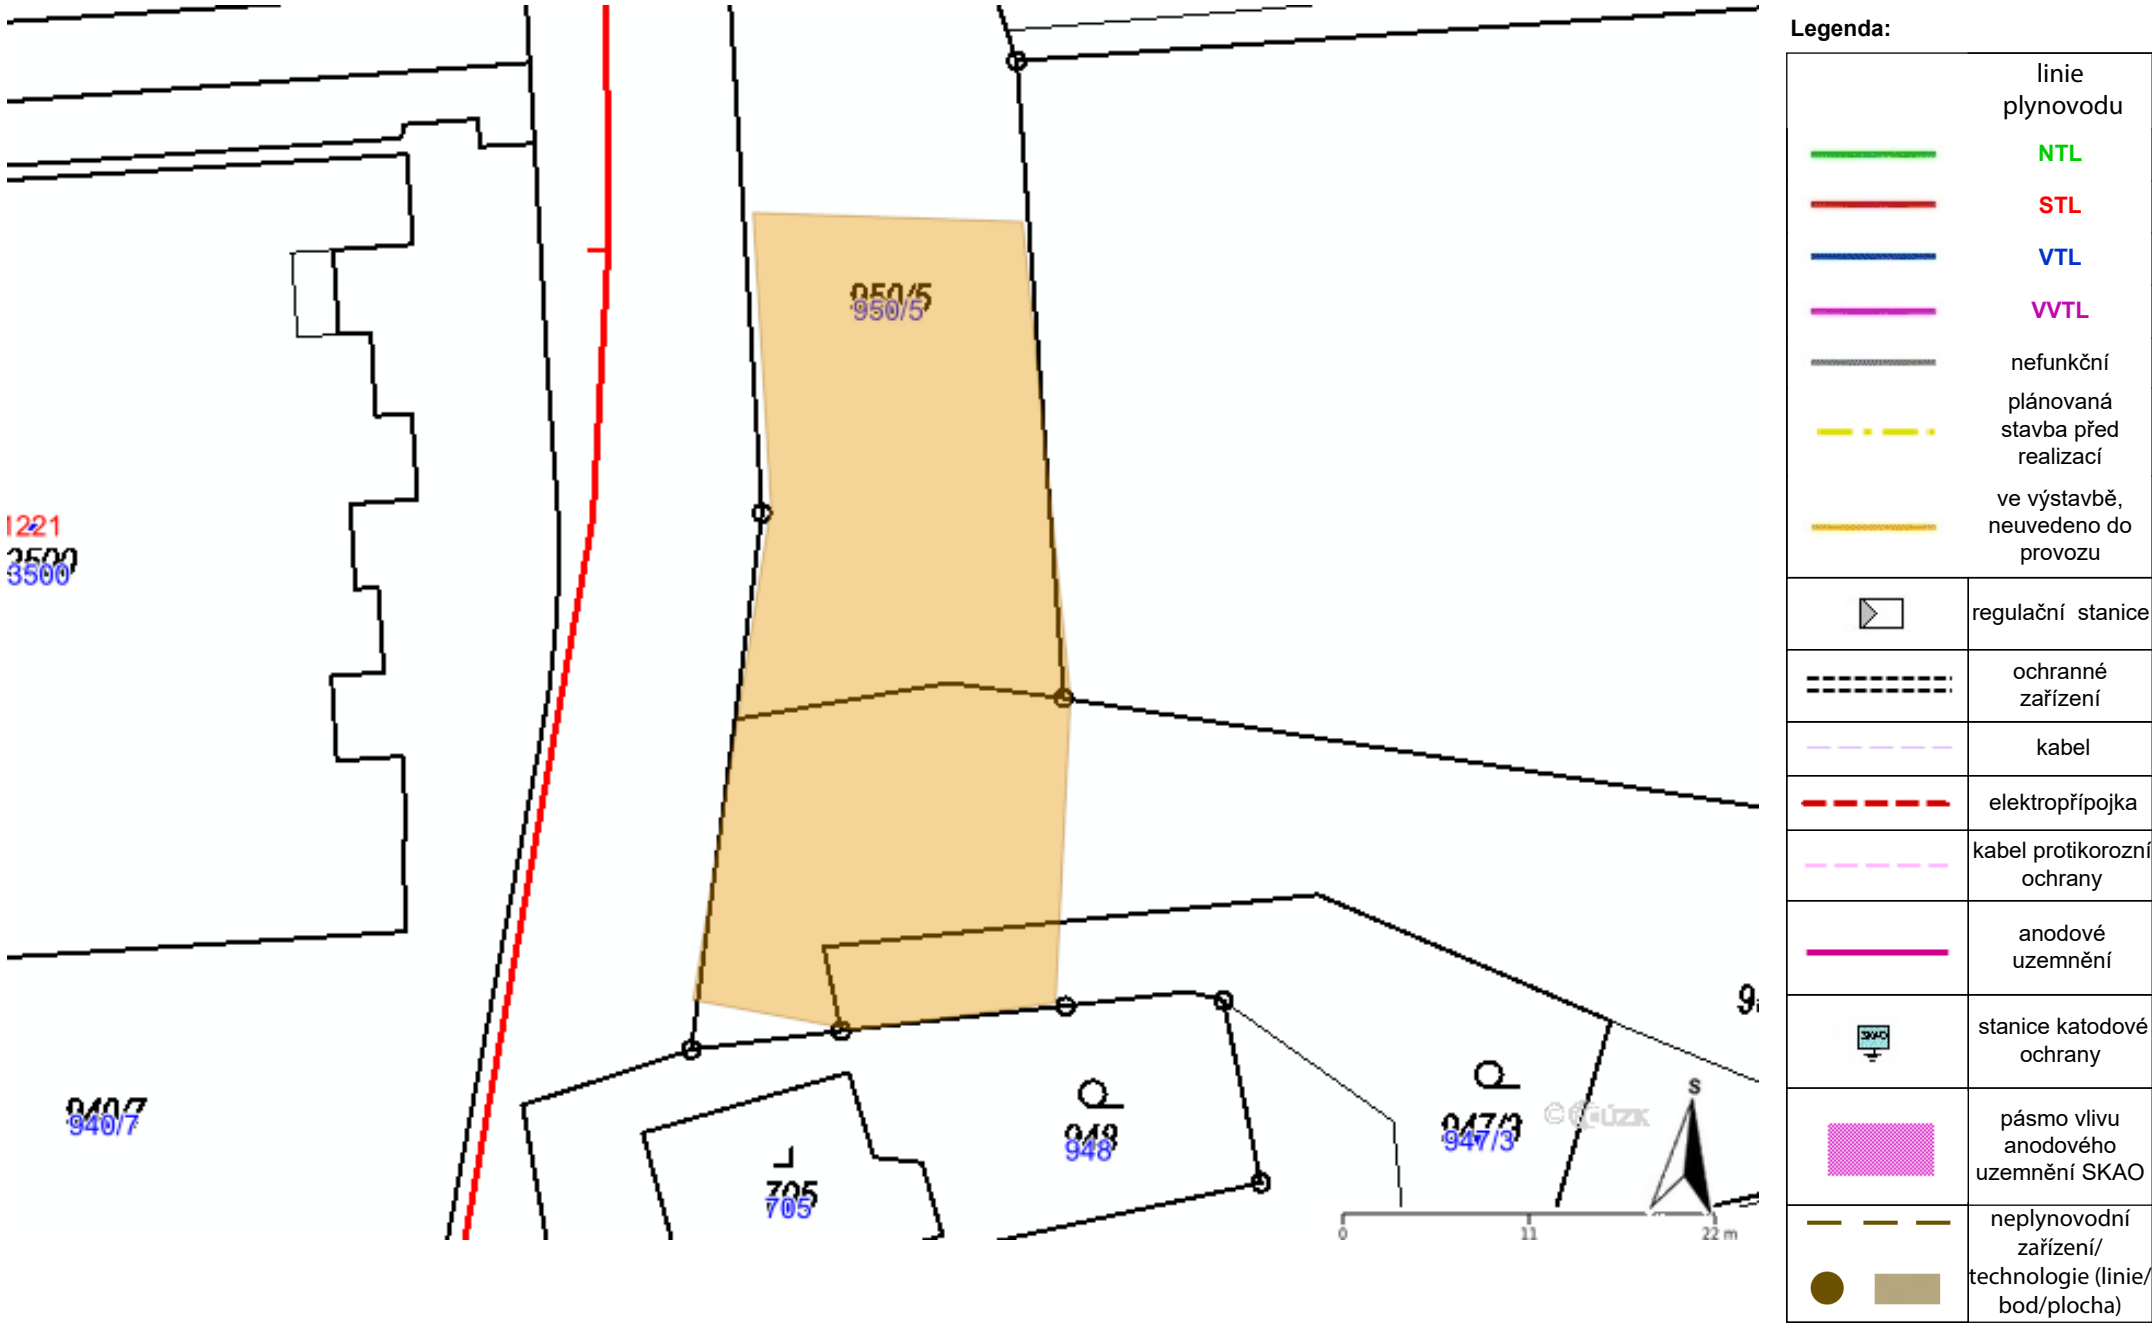 950/5
950/5
1221
3500
3500
940/7
940/7
948
948
947/3
947/3
705
705
© ČÚZK
S
0
11
22 m
Legenda:
linie
plynovodu
NTL
STL
VTL
VVTL
nefunkční
plánovaná
stavba před
realizací
ve výstavbě,
neuvedeno do
provozu
regulační stanice
ochranné
zařízení
kabel
elektropřípojka
kabel protikorozní
ochrany
anodové
uzemnění
SKAO
stanice katodové
ochrany
pásmo vlivu
anodového
uzemnění SKAO
neplynovodní
zařízení/
technologie (linie/
bod/plocha)